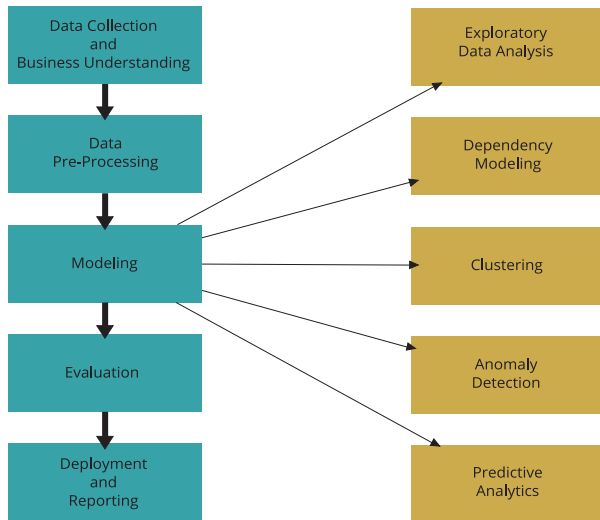 Data Collection
and
Business Understanding
Data
Pre-Processing
Modeling
Evaluation
Deployment
and
Reporting
Exploratory
Data Analysis
Dependency
Modeling
Clustering
Anomaly
Detection
Predictive
Analytics